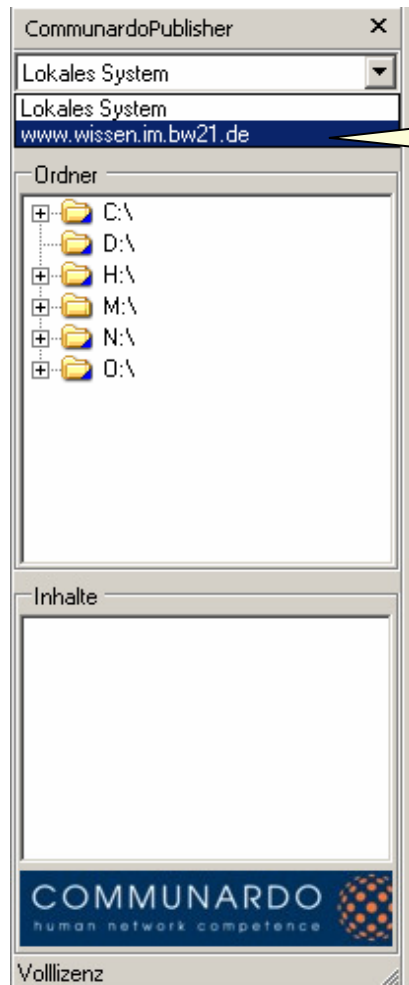 CommunardoPublisher
Lokales System
Lokales System
www.wissen.im.bw21.de
Ordner
C:\
D:\
H:\
M:\
N:\
O:\
Inhalte
COMMUNARDO
human network competence
Volllizenz